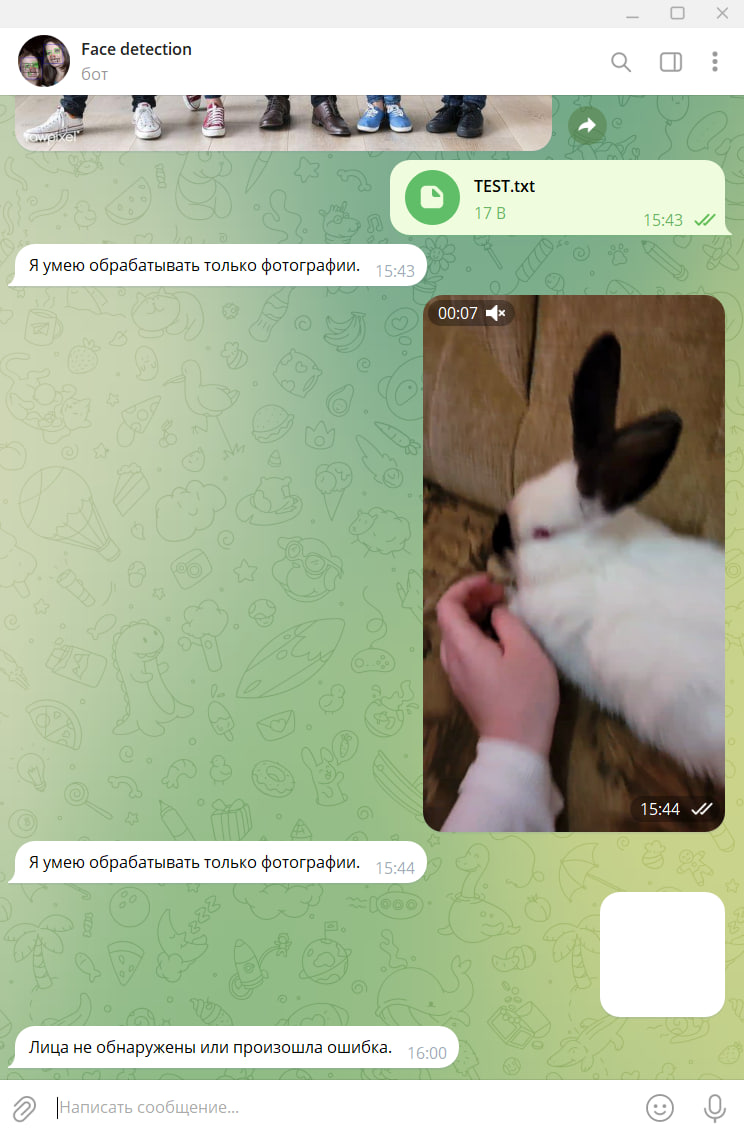 Face detection
бот
rawpixel
TEST.txt
17 B
15:43
Я умею обрабатывать только фотографии.
15:43
00:07
15:44
Я умею обрабатывать только фотографии.
15:44
Лица не обнаружены или произошла ошибка.
16:00
Написать сообщение...